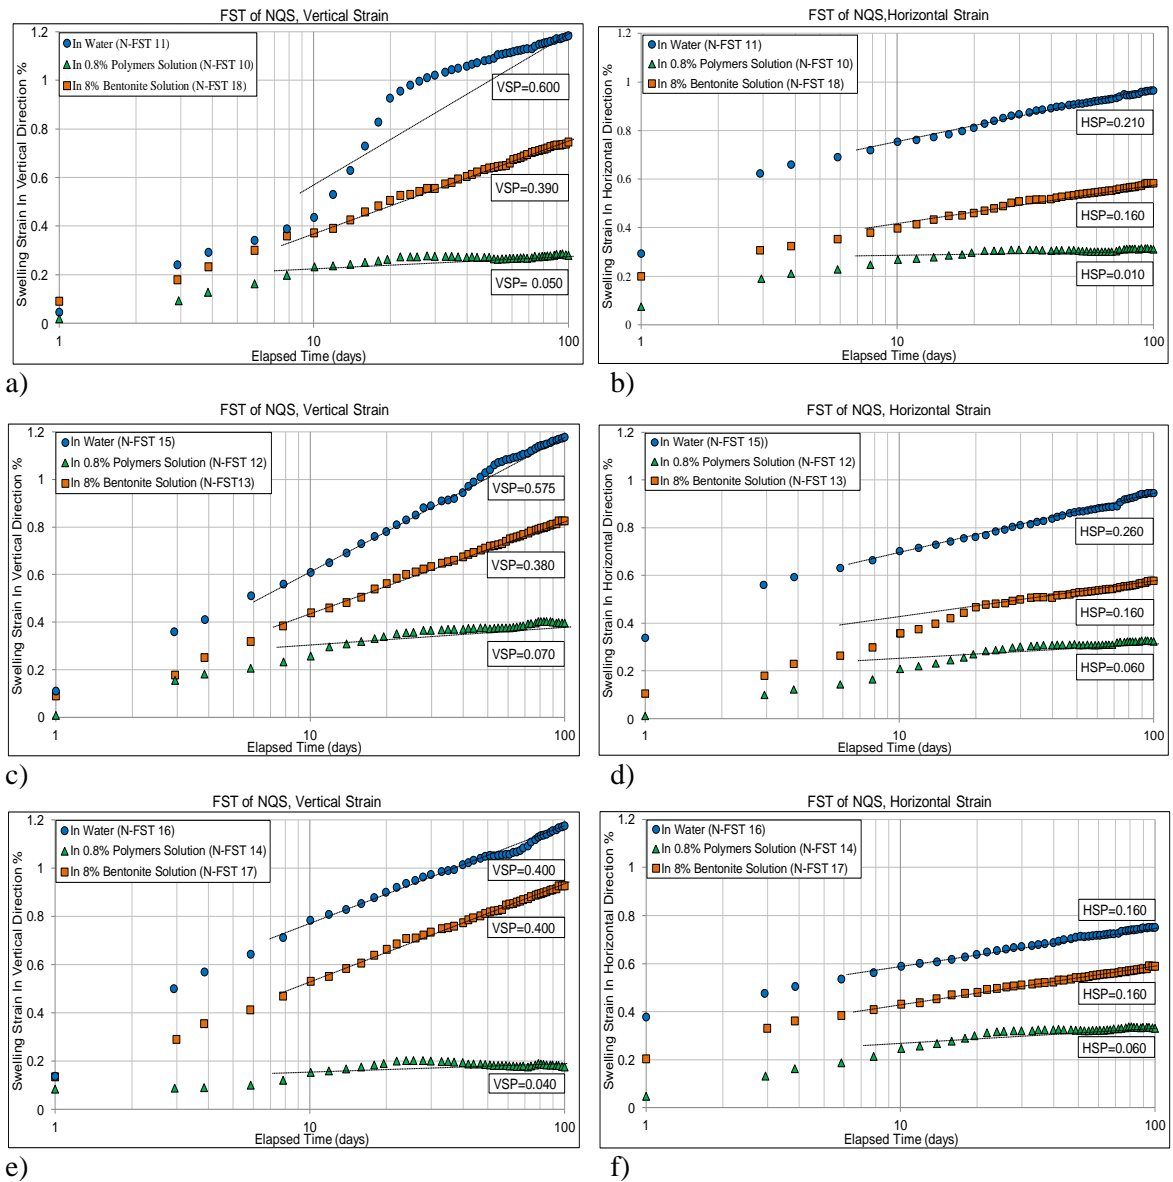 FST of NQS, Vertical Strain
Swelling Strain In Vertical Direction %
1.2
1
0.8
0.6
0.4
0.2
0
In Water (N-FST 11)
In 0.8% Polymers Solution (N-FST 10)
In 8% Bentonite Solution (N-FST 18)
VSP=0.600
VSP=0.390
VSP= 0.050
1
10
100
Elapsed Time (days)
a)
FST of NQS,Horizontal Strain
Swelling Strain In Horizontal Direction %
1.2
1
0.8
0.6
0.4
0.2
0
In Water (N-FST 11)
In 0.8% Polymers Solution (N-FST 10)
In 8% Bentonite Solution (N-FST 18)
HSP=0.210
HSP=0.160
HSP=0.010
1
10
100
Elapsed Time (days)
b)
FST of NQS, Vertical Strain
Swelling Strain In Vertical Direction %
1.2
1
0.8
0.6
0.4
0.2
0
In Water (N-FST 15)
In 0.8% Polymers Solution (N-FST 12)
In 8% Bentonite Solution (N-FST13)
VSP=0.575
VSP=0.380
VSP=0.070
1
10
100
Elapsed Time (days)
c)
FST of NQS, Horizontal Strain
Swelling Strain In Horizontal Direction %
1.2
1
0.8
0.6
0.4
0.2
0
In Water (N-FST 15))
In 0.8% Polymers Solution (N-FST 12)
In 8% Bentonite Solution (N-FST 13)
HSP=0.260
HSP=0.160
HSP=0.060
1
10
100
Elapsed Time (days)
d)
FST of NQS, Vertical Strain
Swelling Strain In Vertical Direction %
1.2
1
0.8
0.6
0.4
0.2
0
In Water (N-FST 16)
In 0.8% Polymers Solution (N-FST 14)
In 8% Bentonite Solution (N-FST 17)
VSP=0.400
VSP=0.400
VSP=0.040
1
10
100
Elapsed Time (days)
e)
FST of NQS, Horizontal Strain
Swelling Strain In Horizontal Direction %
1.2
1
0.8
0.6
0.4
0.2
0
In Water (N-FST 16)
In 0.8% Polymers Solution (N-FST 14)
In 8% Bentonite Solution (N-FST 17)
HSP=0.160
HSP=0.160
HSP=0.060
1
10
100
Elapsed Time (days)
f)